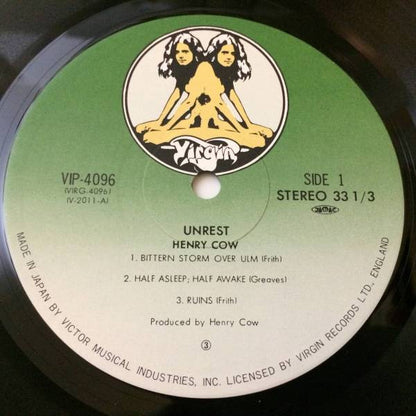 Virgin
VIP-4096
(VIRG-4096)
(V-2011-A)
SIDE 1
STEREO 33 1/3
UNREST
HENRY COW
1. BITTERN STORM OVER ULM (Frith)
2. HALF ASLEEP; HALF AWAKE (Greaves)
3. RUINS (Frith)
Produced by Henry Cow
③
MADE IN JAPAN BY VICTOR MUSICAL INDUSTRIES, INC. LICENSED BY VIRGIN RECORDS LTD., ENGLAND